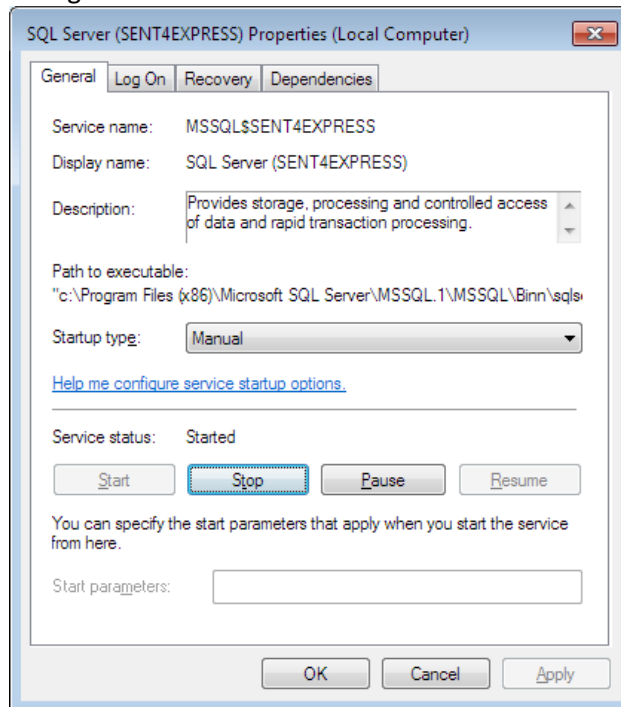 SQL Server (SENT4EXPRESS) Properties (Local Computer)
General Log On Recovery Dependencies
Service name: MSSQL$SENT4EXPRESS
Display name: SQL Server (SENT4EXPRESS)
Description: Provides storage, processing and controlled access
of data and rapid transaction processing.
Path to executable:
"c:\Program Files (x86)\Microsoft SQL Server\MSSQL.1\MSSQL\Binn\sqls
Startup type: Manual
Help me configure service startup options.
Service status: Started
Start Stop Pause Resume
You can specify the start parameters that apply when you start the service
from here.
Start parameters:
OK Cancel Apply